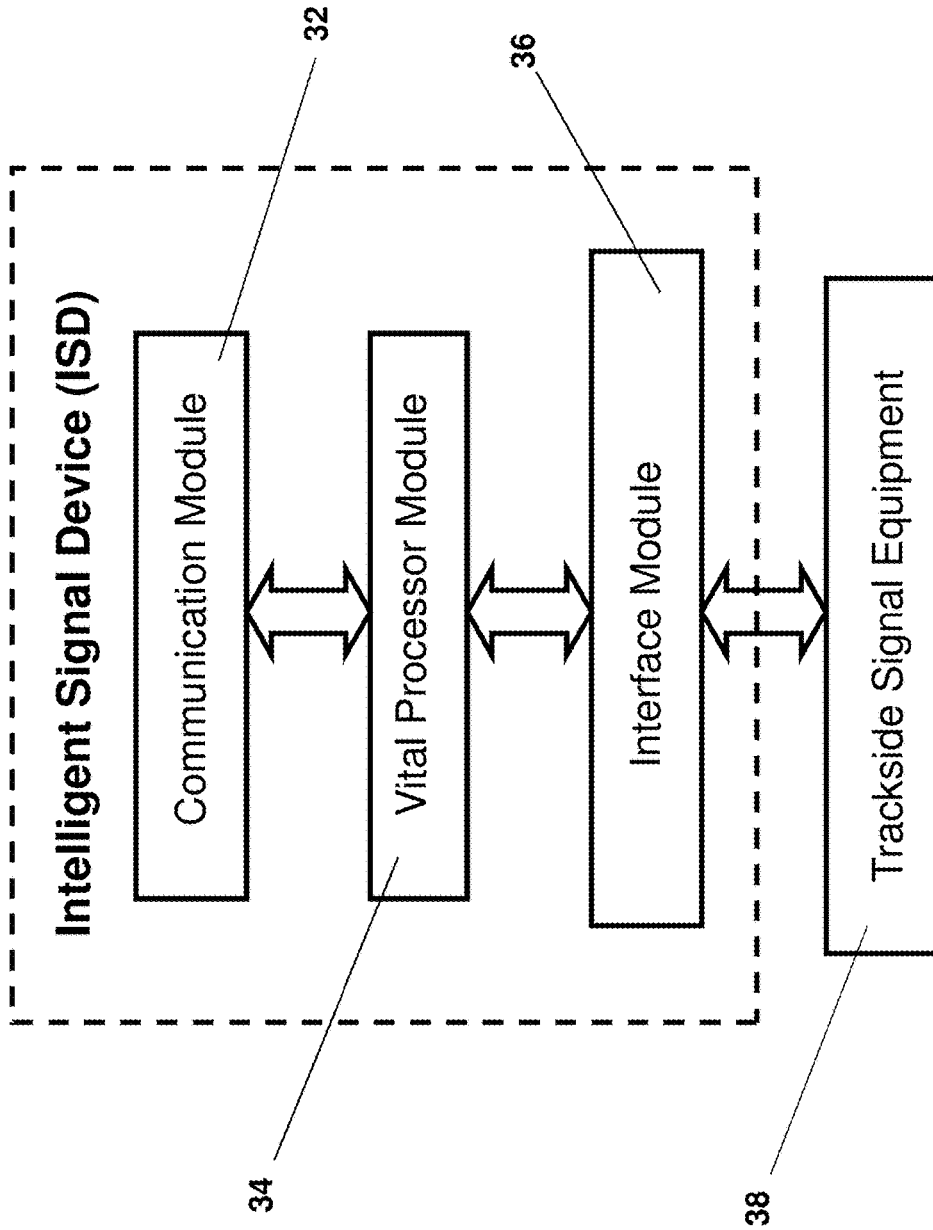 Intelligent Signal Device (ISD)
Communication Module
32
Vital Processor Module
34
Interface Module
36
Trackside Signal Equipment
38